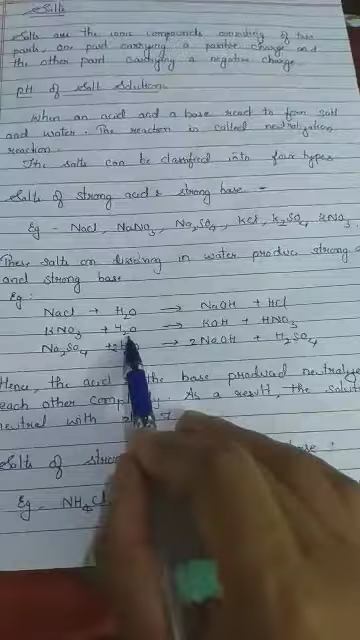 Salts
Salts are the ionic compounds consisting of two
parts, one part carrying a positive charge and
the other part carrying a negative charge.
pH of Salt Solution.
When an acid and a base react to form salt
and water. The reaction is called neutralization
reaction.
The salts can be classified into four types
Salts of strong acid & strong base -
Eg - NaCl, NaNO3, Na2SO4, KCl, K2SO4, KNO3.
These salts on dissolving in water produce strong
and strong base
Eg:
NaCl + H2O → NaOH + HCl
KNO3 + H2O → KOH + HNO3
Na2SO4 + 2H → 2NaOH + H2SO4
Hence, the acid the base produced neutralize
each other completely. As a result, the
neutral with 7
Salts of base :
Eg - NH4Cl,